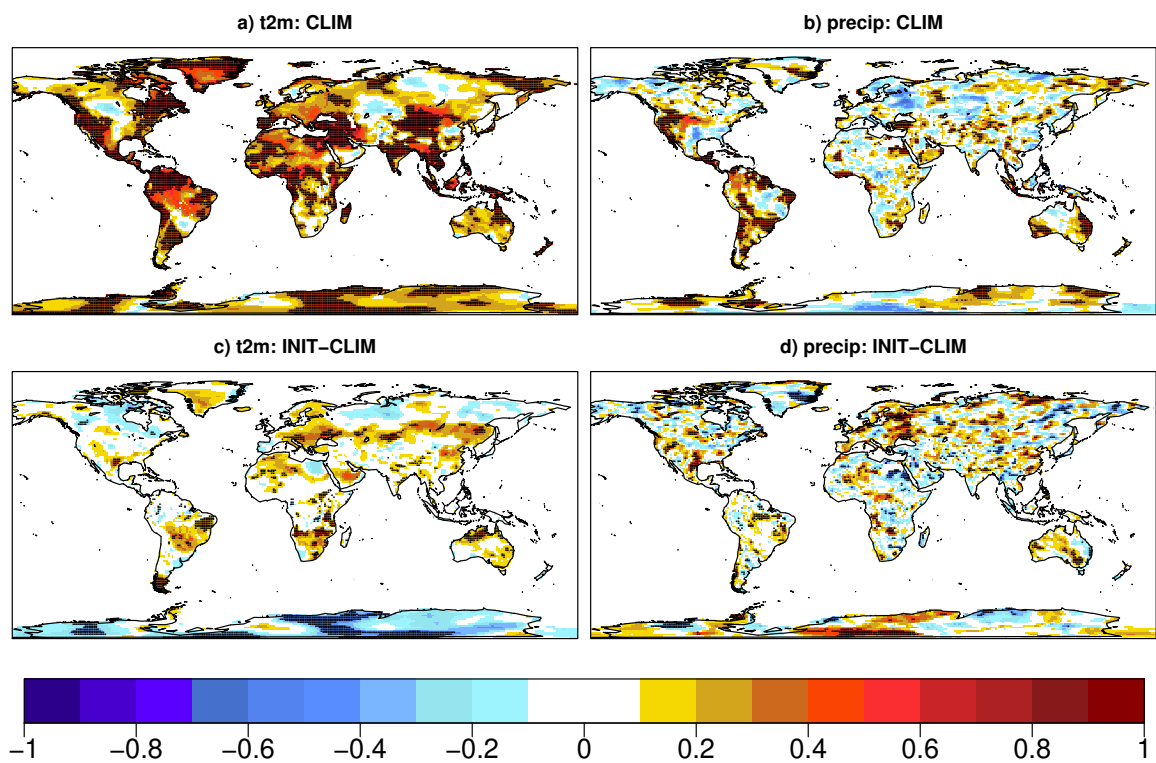 a) t2m: CLIM
b) precip: CLIM
c) t2m: INIT−CLIM
d) precip: INIT−CLIM
−1 −0.8 −0.6 −0.4 −0.2 0 0.2 0.4 0.6 0.8 1